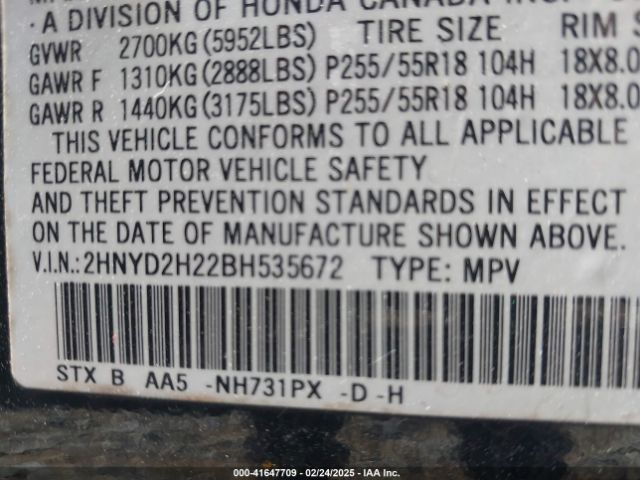 · A DIVISION OF HONDA CANADA INC.
GVWR 2700KG(5952LBS) TIRE SIZE RIM S
GAWR F 1310KG(2888LBS) P255/55R18 104H 18X8.0
GAWR R 1440KG(3175LBS) P255/55R18 104H 18X8.0
THIS VEHICLE CONFORMS TO ALL APPLICABLE
FEDERAL MOTOR VEHICLE SAFETY
AND THEFT PREVENTION STANDARDS IN EFFECT
ON THE DATE OF MANUFACTURE SHOWN ABOVE.
V.I.N.: 2HNYD2H22BH535672 TYPE: MPV
STX B AA5 -NH731PX -D -H
000-41647709 - 02/24/2025 - IAA Inc.